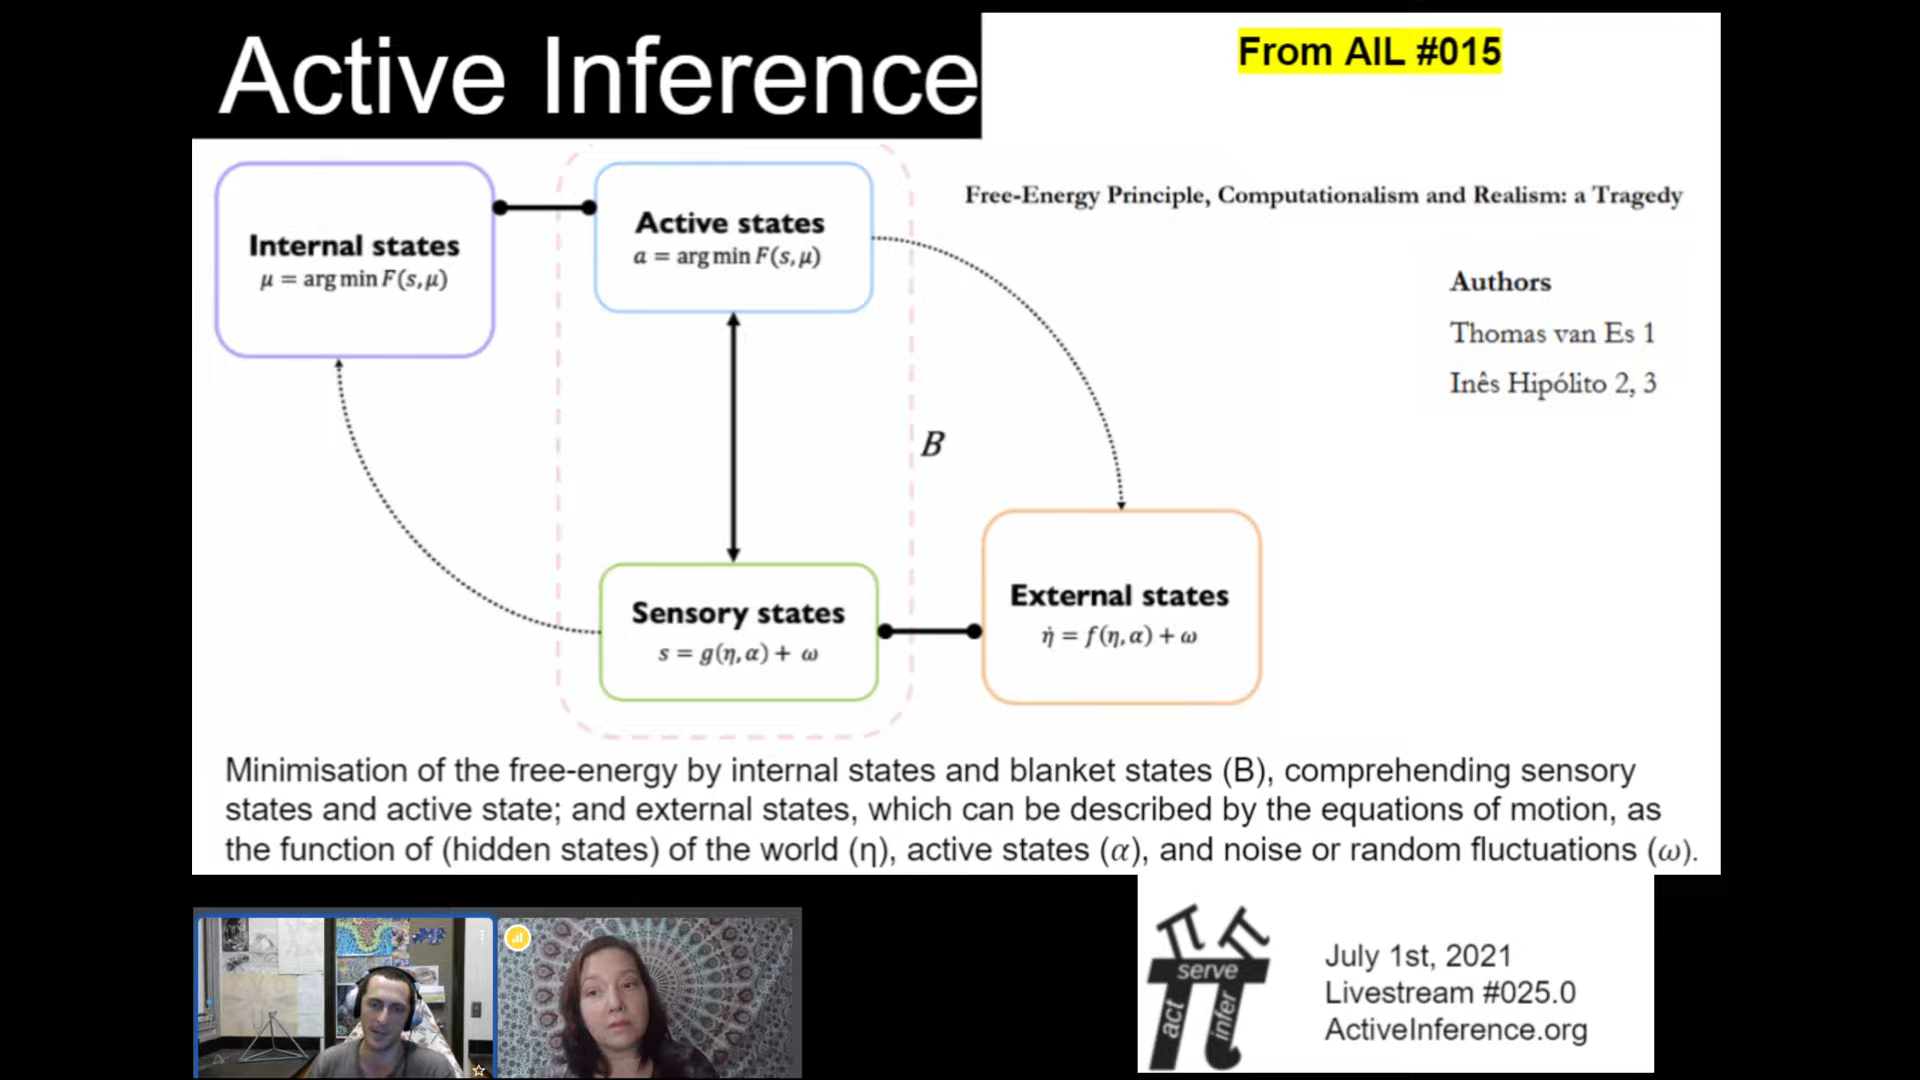 Active Inference
From AIL #015
Free-Energy Principle, Computationalism and Realism: a Tragedy
Authors
Thomas van Es 1
Inês Hipólito 2, 3
Internal states
μ = arg min F(s,μ)
Active states
a = arg min F(s,μ)
B
Sensory states
s = g(η,α) + ω
External states
η̇ = f(η,α) + ω
Minimisation of the free-energy by internal states and blanket states (B), comprehending sensory
states and active state; and external states, which can be described by the equations of motion, as
the function of (hidden states) of the world (η), active states (α), and noise or random fluctuations (ω).
serve
act
infer
July 1st, 2021
Livestream #025.0
ActiveInference.org